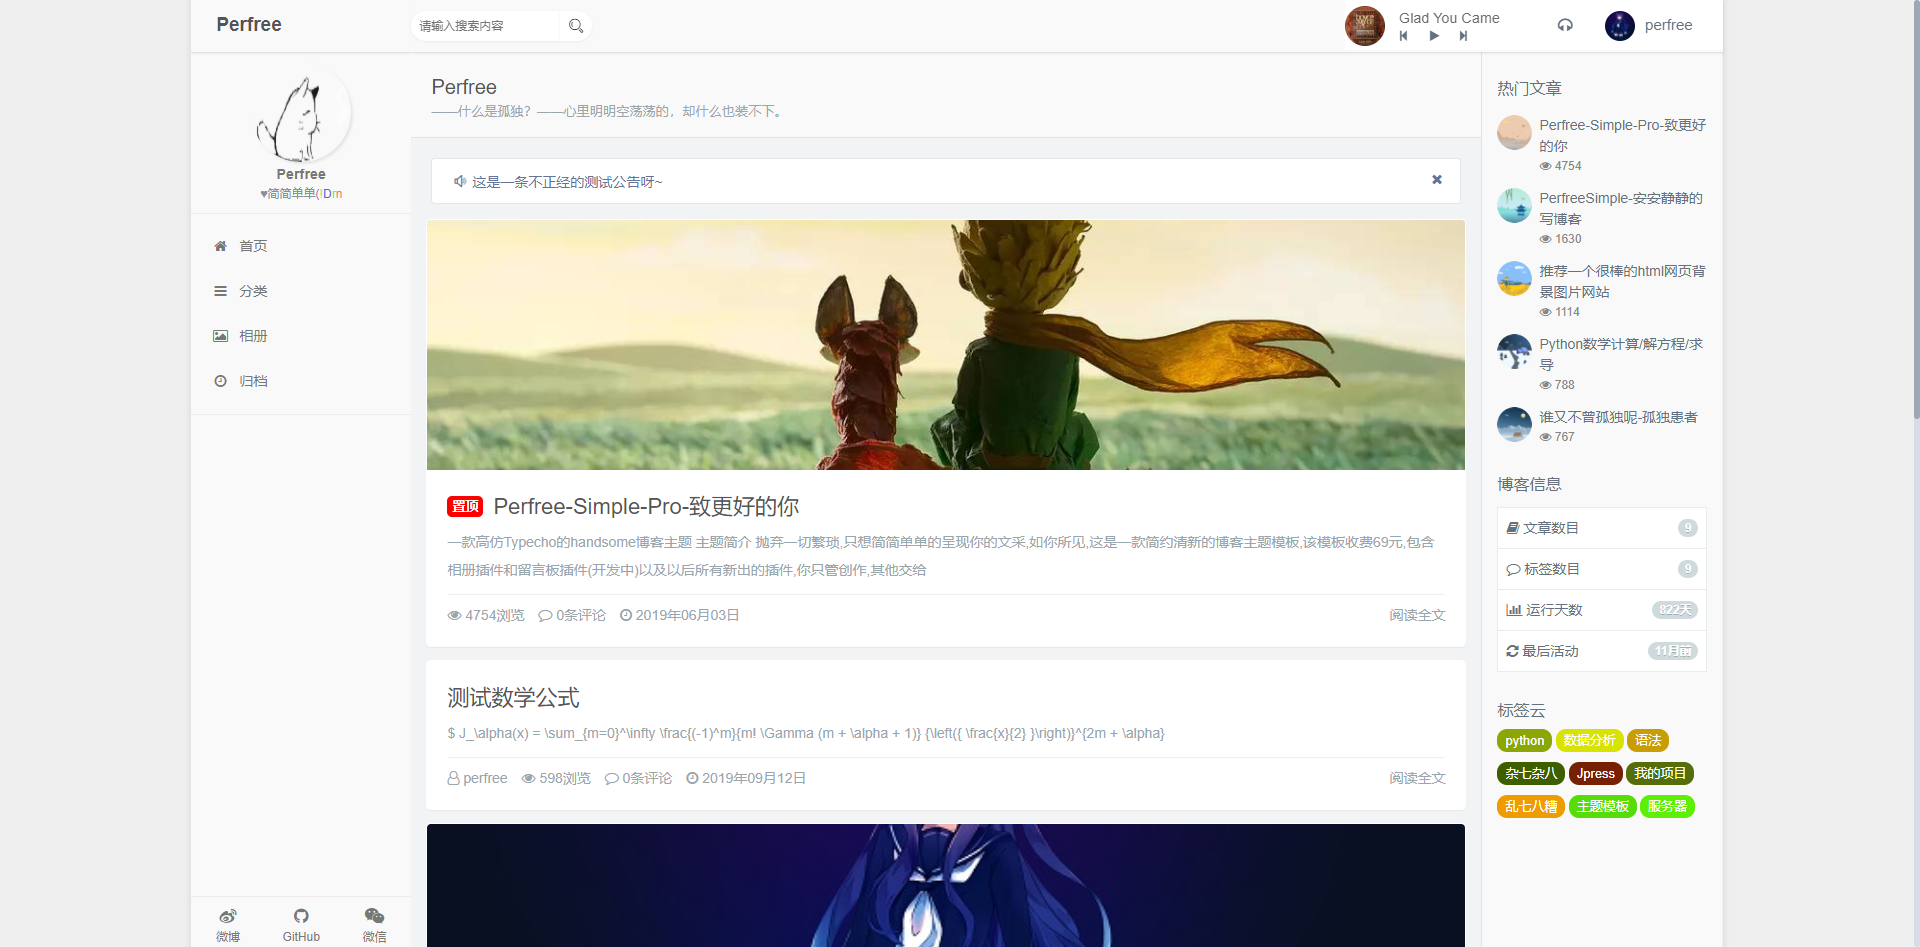 Perfree
请输入搜索内容
Glad You Came
perfree
Perfree
♥简简单单(!Drn
首页
分类
相册
归档
微博
GitHub
微信
Perfree
——什么是孤独？——心里明明空荡荡的，却什么也装不下。
这是一条不正经的测试公告呀~
置顶 Perfree-Simple-Pro-致更好的你
一款高仿Typecho的handsome博客主题 主题简介 抛弃一切繁琐,只想简简单单的呈现你的文采,如你所见,这是一款简约清新的博客主题模板,该模板收费69元,包含
相册插件和留言板插件(开发中)以及以后所有新出的插件,你只管创作,其他交给
4754浏览 0条评论 2019年06月03日 阅读全文
测试数学公式
$ J_\alpha(x) = \sum_{m=0}^\infty \frac{(-1)^m}{m! \Gamma (m + \alpha + 1)} {\left({ \frac{x}{2} }\right)}^{2m + \alpha}
perfree 598浏览 0条评论 2019年09月12日 阅读全文
热门文章
Perfree-Simple-Pro-致更好
的你
4754
PerfreeSimple-安安静静的
写博客
1630
推荐一个很棒的html网页背
景图片网站
1114
Python数学计算/解方程/求
导
788
谁又不曾孤独呢-孤独患者
767
博客信息
文章数目 9
标签数目 9
运行天数 822天
最后活动 11月前
标签云
python 数据分析 语法
杂七杂八 Jpress 我的项目
乱七八糟 主题模板 服务器